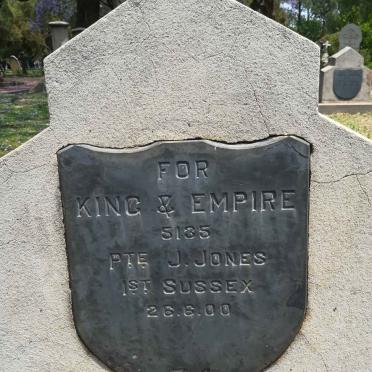 FOR
KING & EMPIRE
5135
PTE J. JONES
1ST SUSSEX
26.6.00